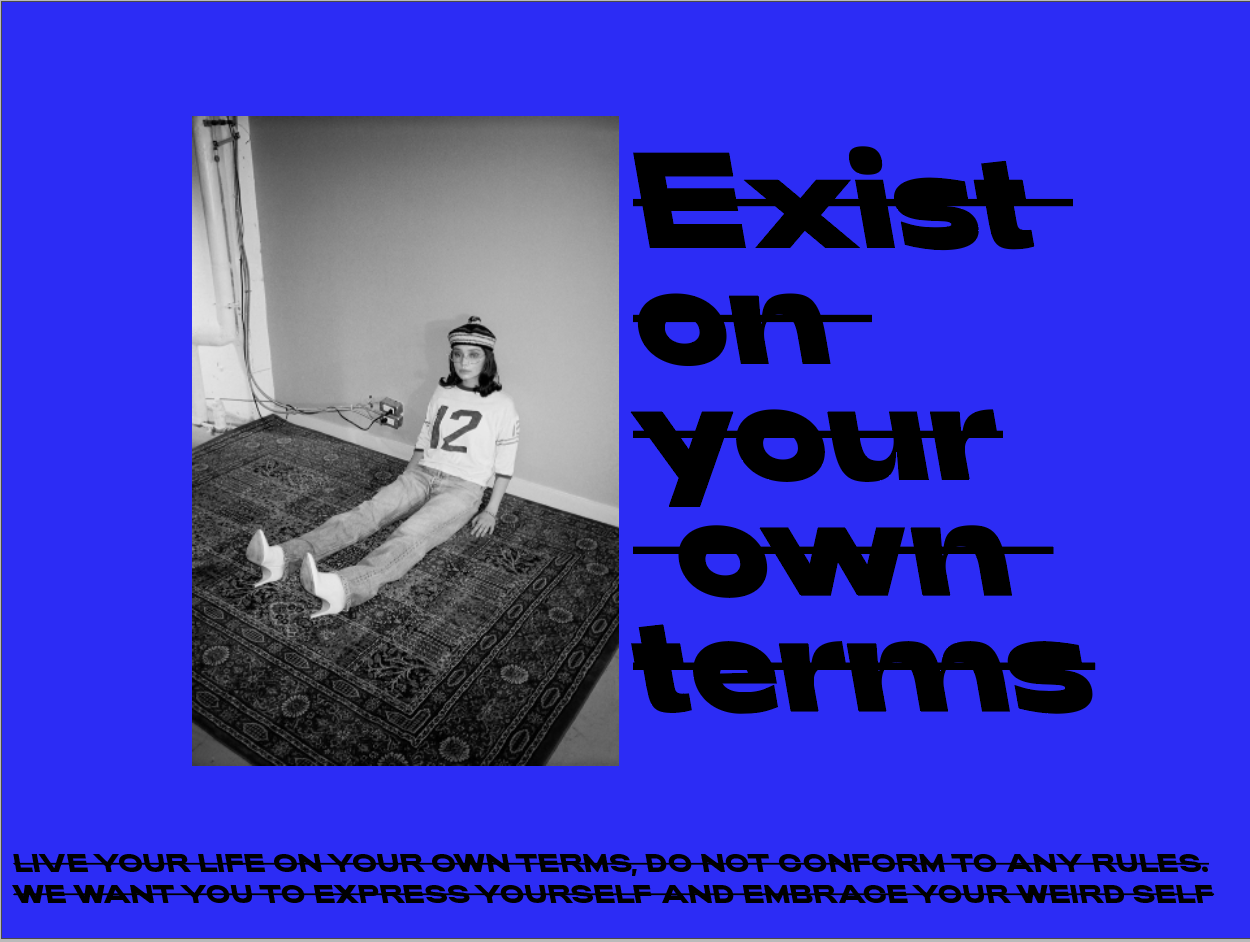 12
Exist
on
your
own
terms
LIVE YOUR LIFE ON YOUR OWN TERMS, DO NOT CONFORM TO ANY RULES.
WE WANT YOU TO EXPRESS YOURSELF AND EMBRACE YOUR WEIRD SELF